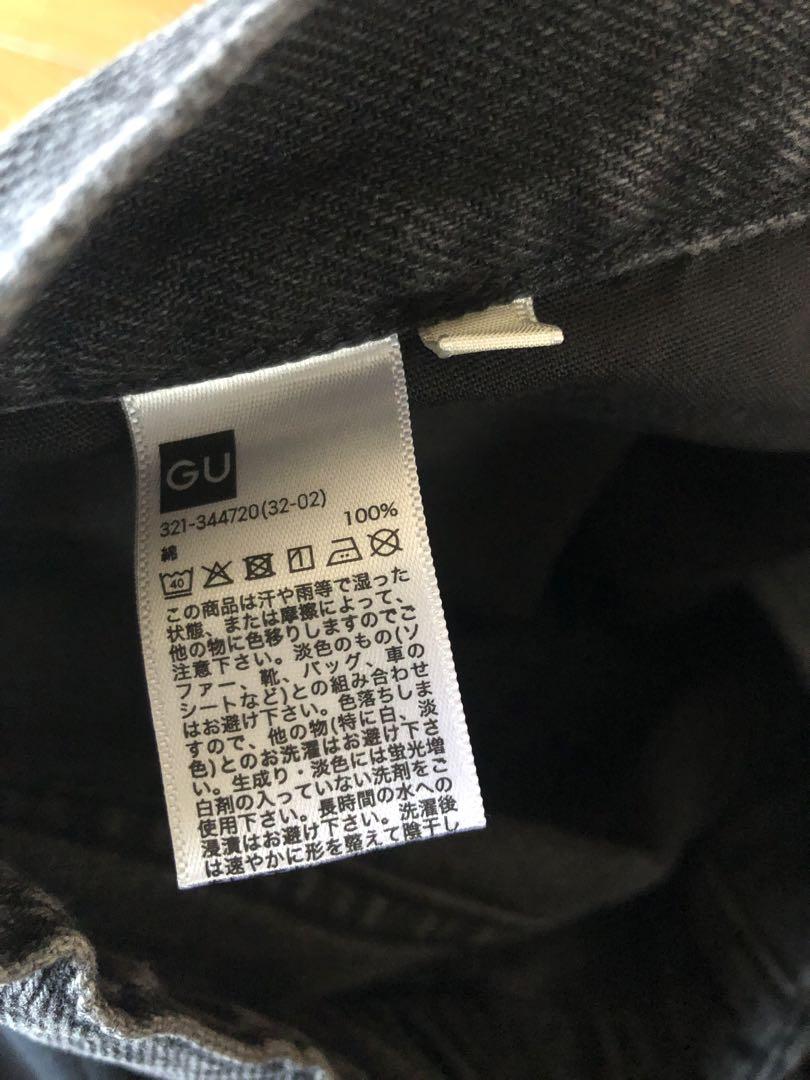 GU
321-344720(32-02)
綿 100%
40
この商品は汗や雨等で湿った
状態、または摩擦によって、
他の物に色移りしますのでご
注意下さい。淡色のもの(ソ
ファー、靴、バッグ、車の
シートなど)との組み合わせ
はお避け下さい。色落ちしま
すので、他の物(特に白、淡
色)とのお洗濯はお避け下さ
い。生成り・淡色には蛍光増
白剤の入っていない洗剤をご
使用下さい。長時間の水への
浸漬はお避け下さい。洗濯後
は速やかに形を整えて陰干し